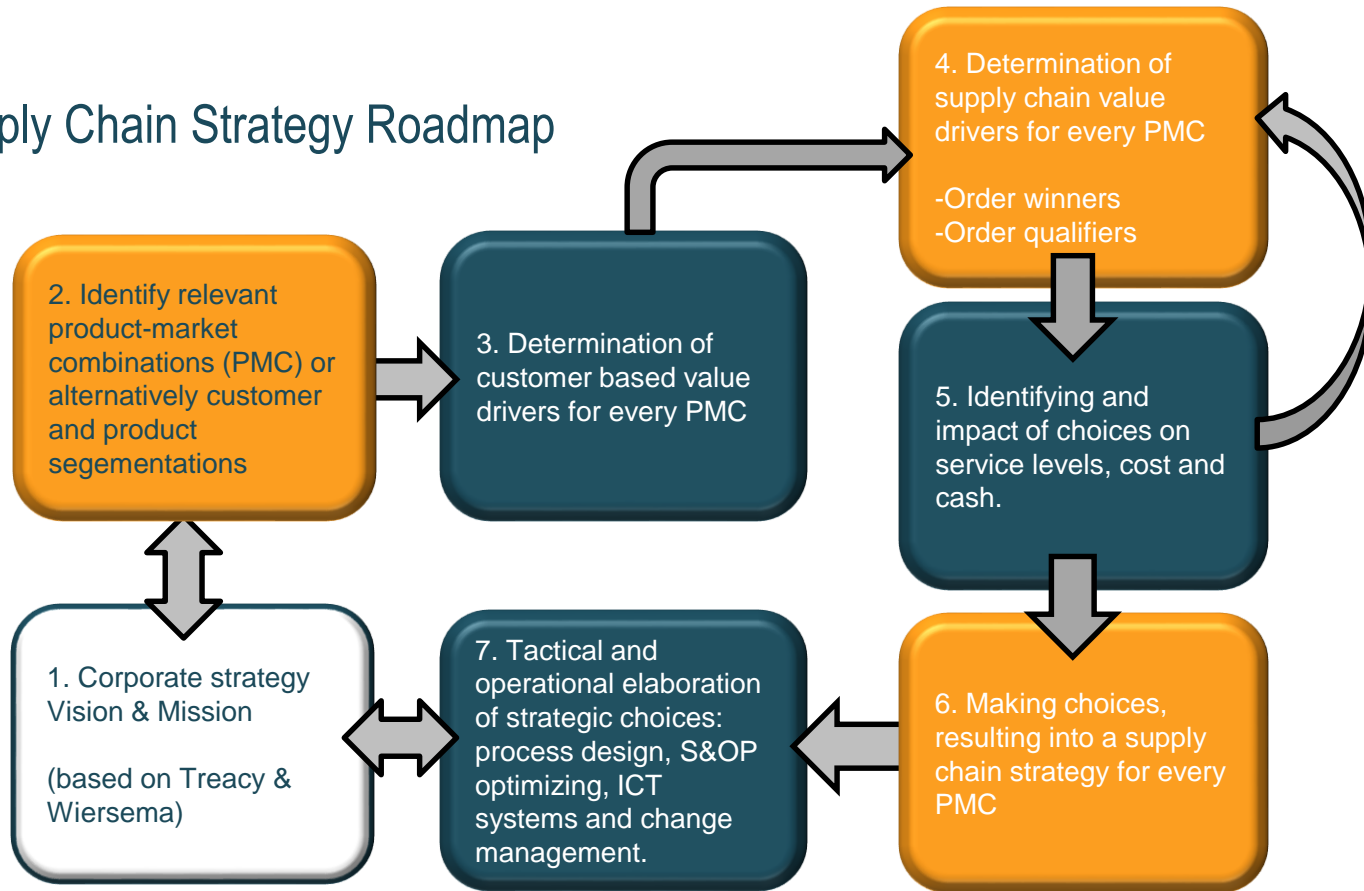 ply Chain Strategy Roadmap
1. Corporate strategy
Vision & Mission
(based on Treacy &
Wiersema)
2. Identify relevant
product-market
combinations (PMC) or
alternatively customer
and product
segementations
3. Determination of
customer based value
drivers for every PMC
4. Determination of
supply chain value
drivers for every PMC
-Order winners
-Order qualifiers
5. Identifying and
impact of choices on
service levels, cost and
cash.
6. Making choices,
resulting into a supply
chain strategy for every
PMC
7. Tactical and
operational elaboration
of strategic choices:
process design, S&OP
optimizing, ICT
systems and change
management.